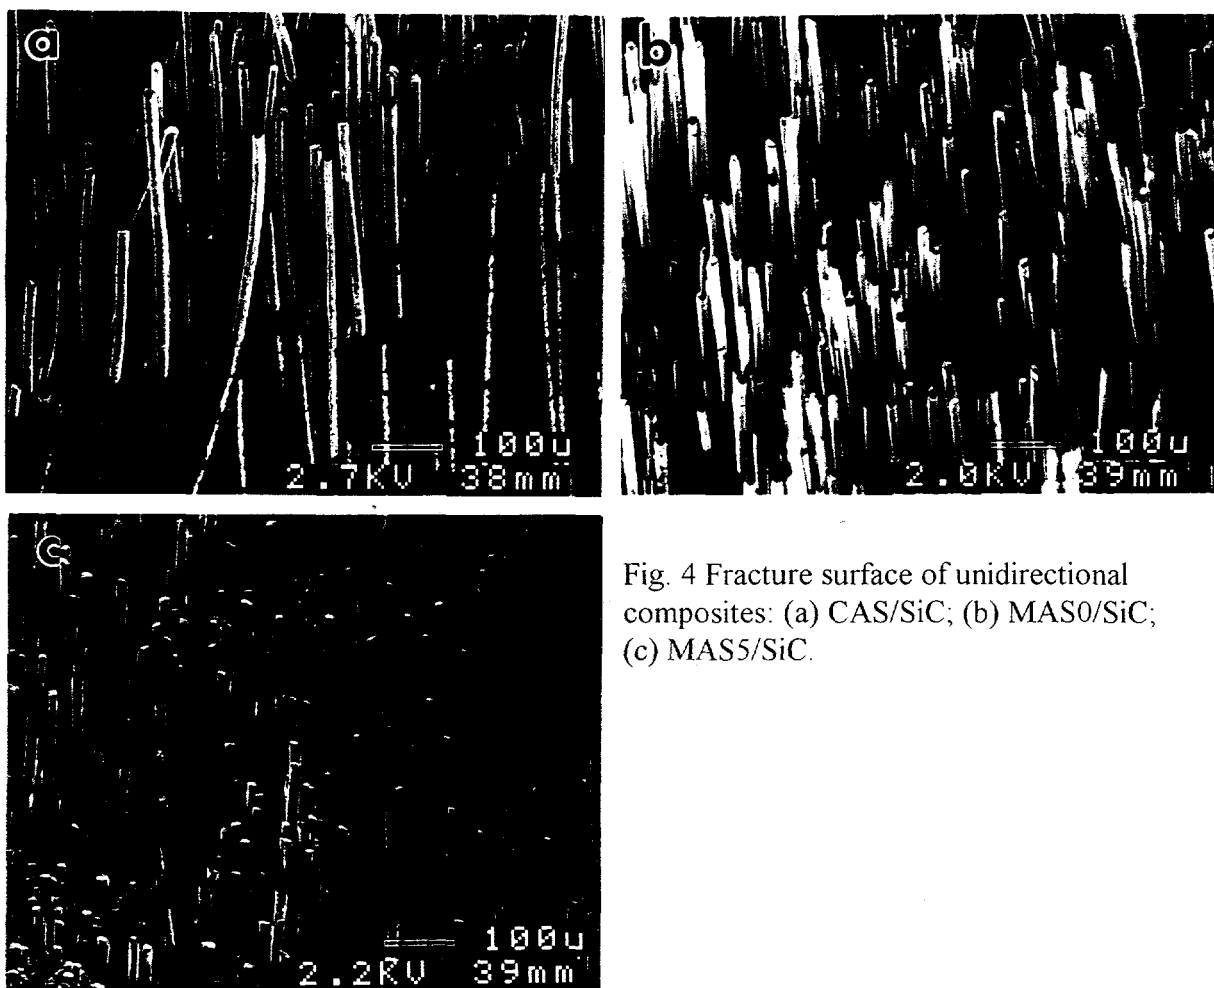 a
100u
2.7KV 38mm
b
100u
2.0KV 39mm
c
100u
2.2KV 39mm
Fig. 4 Fracture surface of unidirectional
composites: (a) CAS/SiC; (b) MAS0/SiC;
(c) MAS5/SiC.